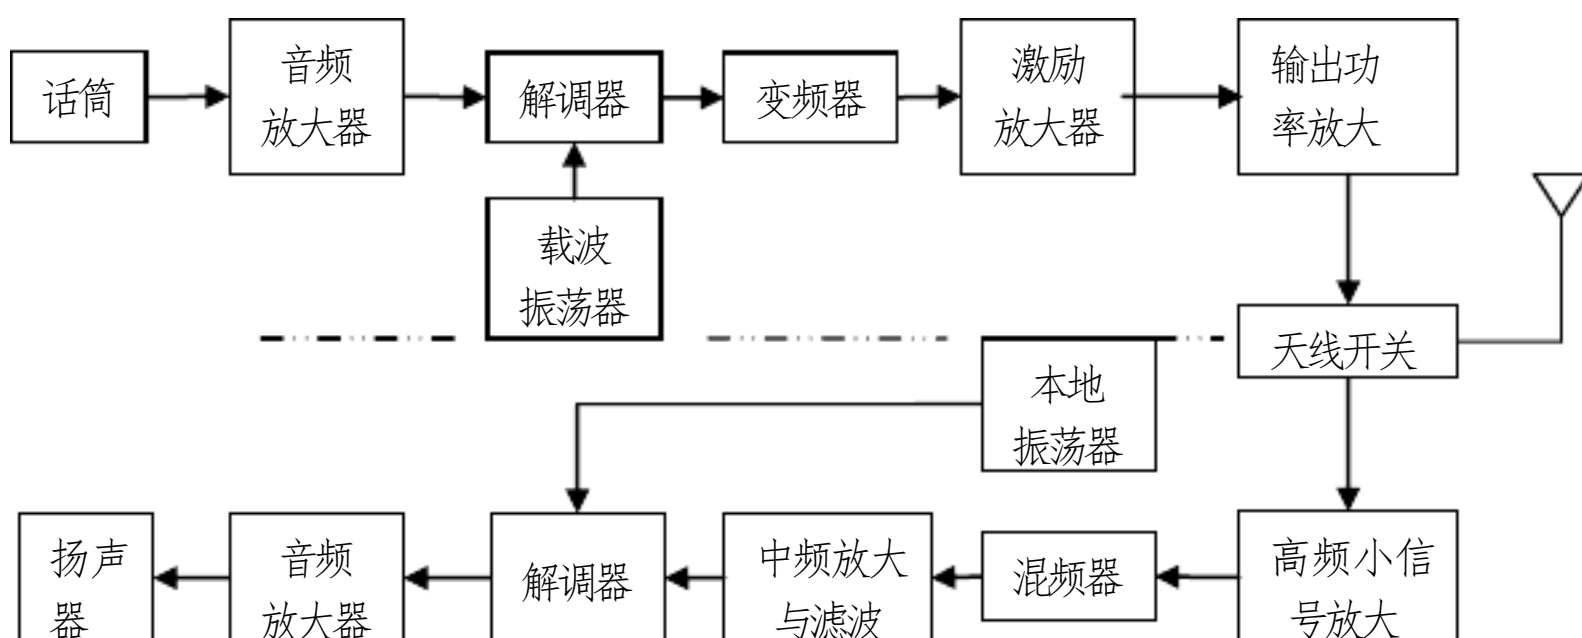 话筒
音频
放大器
解调器
变频器
激励
放大器
输出功
率放大
载波
振荡器
天线开关
本地
振荡器
扬声
器
音频
放大器
解调器
中频放大
与滤波
混频器
高频小信
号放大